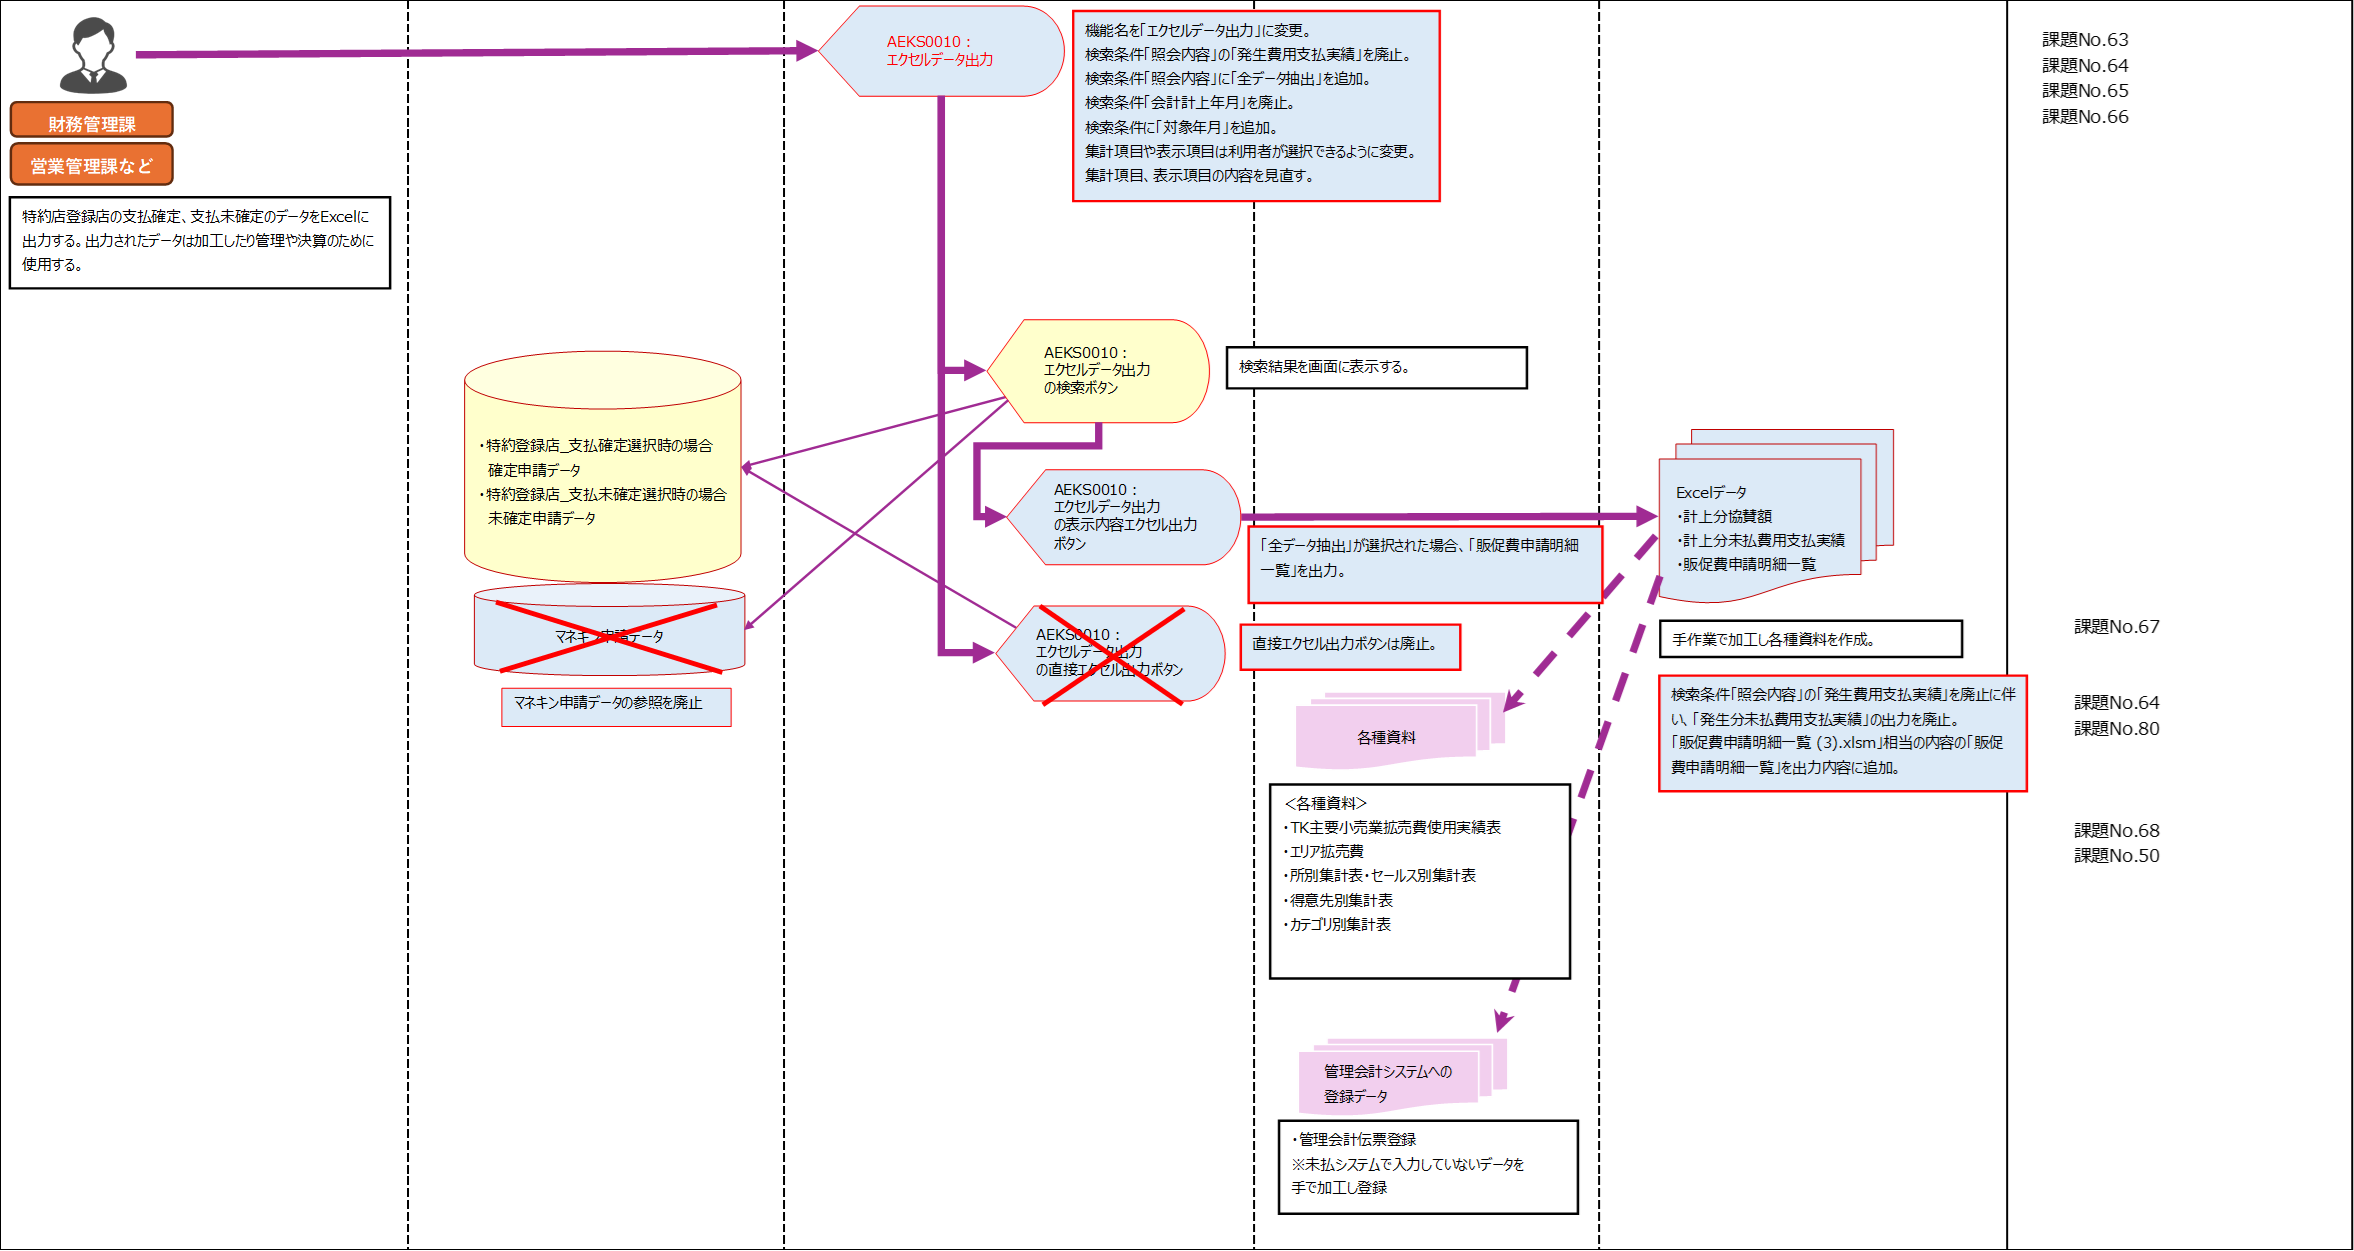 財務管理課
営業管理課など
特約店登録店の支払確定、支払未確定のデータをExcelに
出力する。出力されたデータは加工したり管理や決算のために
使用する。
AEKS0010：
エクセルデータ出力
機能名を「エクセルデータ出力」に変更。
検索条件「照会内容」の「発生費用支払実績」を廃止。
検索条件「照会内容」に「全データ抽出」を追加。
検索条件「会計計上年月」を廃止。
検索条件に「対象年月」を追加。
集計項目や表示項目は利用者が選択できるように変更。
集計項目、表示項目の内容を見直す。
課題No.63
課題No.64
課題No.65
課題No.66
AEKS0010：
エクセルデータ出力
の検索ボタン
検索結果を画面に表示する。
・特約登録店_支払確定選択時の場合
確定申請データ
・特約登録店_支払未確定選択時の場合
未確定申請データ
AEKS0010：
エクセルデータ出力
の表示内容エクセル出力
ボタン
「全データ抽出」が選択された場合、「販促費申請明細
一覧」を出力。
Excelデータ
・計上分協賛額
・計上分未払費用支払実績
・販促費申請明細一覧
マネキン申請データ
マネキン申請データの参照を廃止
AEKS0010：
エクセルデータ出力
の直接エクセル出力ボタン
直接エクセル出力ボタンは廃止。
手作業で加工し各種資料を作成。
課題No.67
検索条件「照会内容」の「発生費用支払実績」を廃止に伴
い、「発生分未払費用支払実績」の出力を廃止。
「販促費申請明細一覧 (3).xlsm」相当の内容の「販促
費申請明細一覧」を出力内容に追加。
課題No.64
課題No.80
各種資料
＜各種資料＞
・TK主要小売業拡売費使用実績表
・エリア拡売費
・所別集計表・セールス別集計表
・得意先別集計表
・カテゴリ別集計表
課題No.68
課題No.50
管理会計システムへの
登録データ
・管理会計伝票登録
※未払システムで入力していないデータを
手で加工し登録